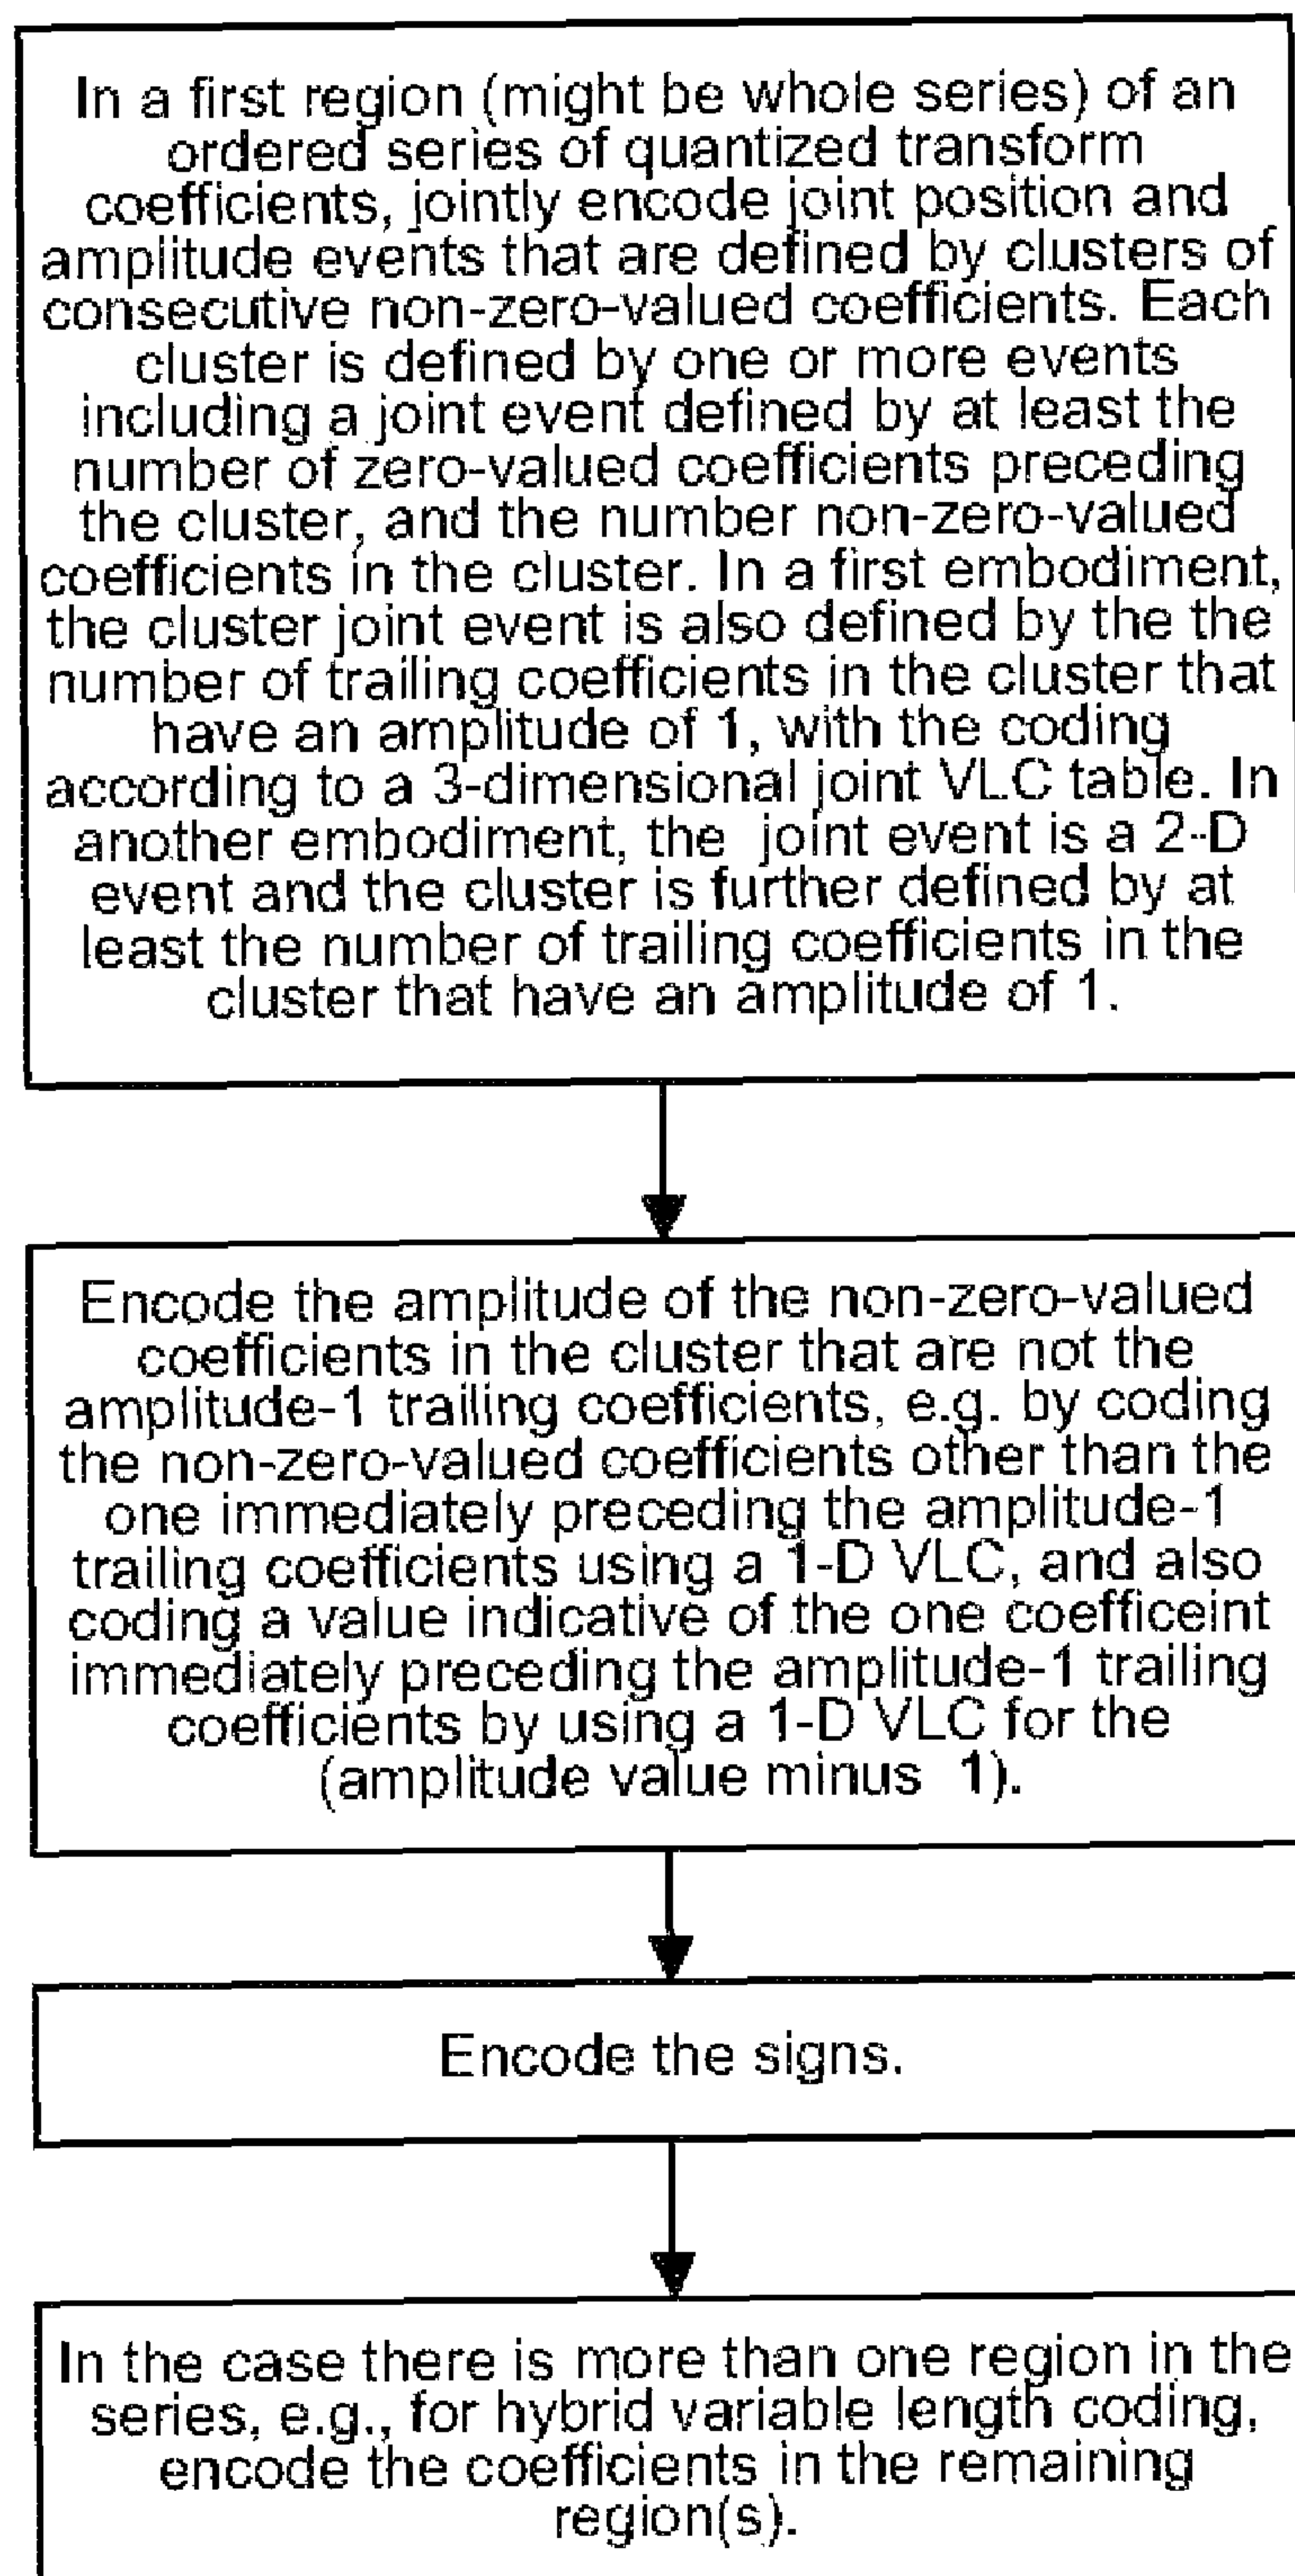 In a first region (might be whole series) of an
ordered series of quantized transform
coefficients, jointly encode joint position and
amplitude events that are defined by clusters of
consecutive non-zero-valued coefficients. Each
cluster is defined by one or more events
including a joint event defined by at least the
number of zero-valued coefficients preceding
the cluster, and the number non-zero-valued
coefficients in the cluster. In a first embodiment,
the cluster joint event is also defined by the the
number of trailing coefficients in the cluster that
have an amplitude of 1, with the coding
according to a 3-dimensional joint VLC table. In
another embodiment, the joint event is a 2-D
event and the cluster is further defined by at
least the number of trailing coefficients in the
cluster that have an amplitude of 1.
Encode the amplitude of the non-zero-valued
coefficients in the cluster that are not the
amplitude-1 trailing coefficients, e.g. by coding
the non-zero-valued coefficients other than the
one immediately preceding the amplitude-1
trailing coefficients using a 1-D VLC, and also
coding a value indicative of the one coefficeint
immediately preceding the amplitude-1 trailing
coefficients by using a 1-D VLC for the
(amplitude value minus 1).
Encode the signs.
In the case there is more than one region in the
series, e.g., for hybrid variable length coding,
encode the coefficients in the remaining
region(s).